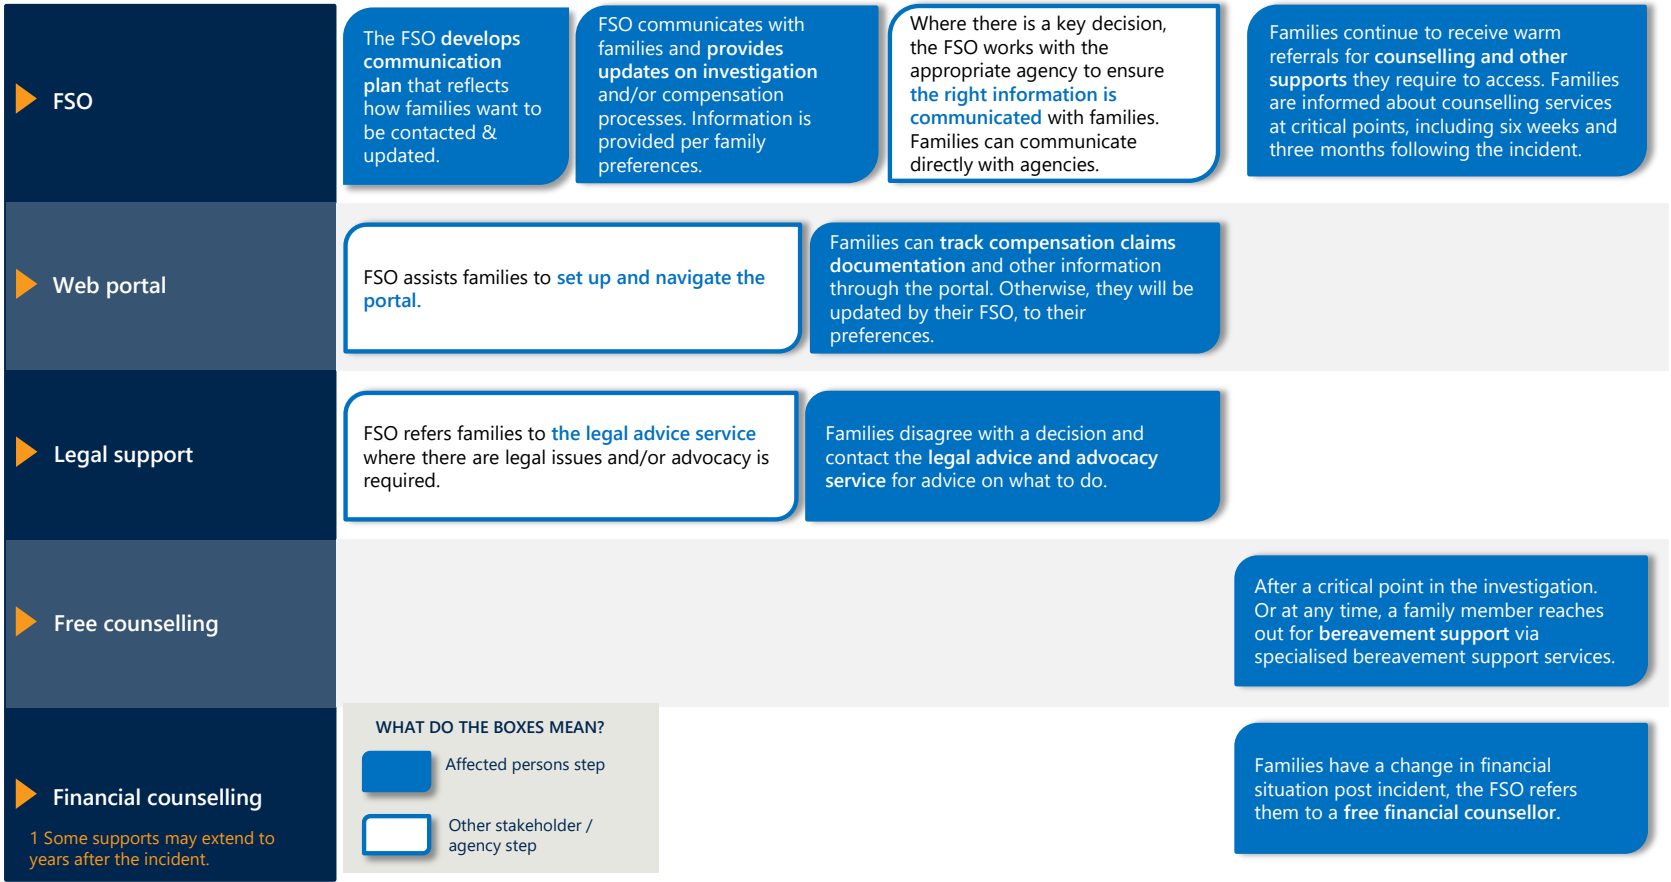 FSO
The FSO develops
communication
plan that reflects
how families want to
be contacted &
updated.
FSO communicates with
families and provides
updates on investigation
and/or compensation
processes. Information is
provided per family
preferences.
Where there is a key decision,
the FSO works with the
appropriate agency to ensure
the right information is
communicated with families.
Families can communicate
directly with agencies.
Families continue to receive warm
referrals for counselling and other
supports they require to access. Families
are informed about counselling services
at critical points, including six weeks and
three months following the incident.
Web portal
FSO assists families to set up and navigate the
portal.
Families can track compensation claims
documentation and other information
through the portal. Otherwise, they will be
updated by their FSO, to their
preferences.
Legal support
FSO refers families to the legal advice service
where there are legal issues and/or advocacy is
required.
Families disagree with a decision and
contact the legal advice and advocacy
service for advice on what to do.
Free counselling
After a critical point in the investigation.
Or at any time, a family member reaches
out for bereavement support via
specialised bereavement support services.
Financial counselling
1 Some supports may extend to
years after the incident.
WHAT DO THE BOXES MEAN?
Affected persons step
Other stakeholder /
agency step
Families have a change in financial
situation post incident, the FSO refers
them to a free financial counsellor.